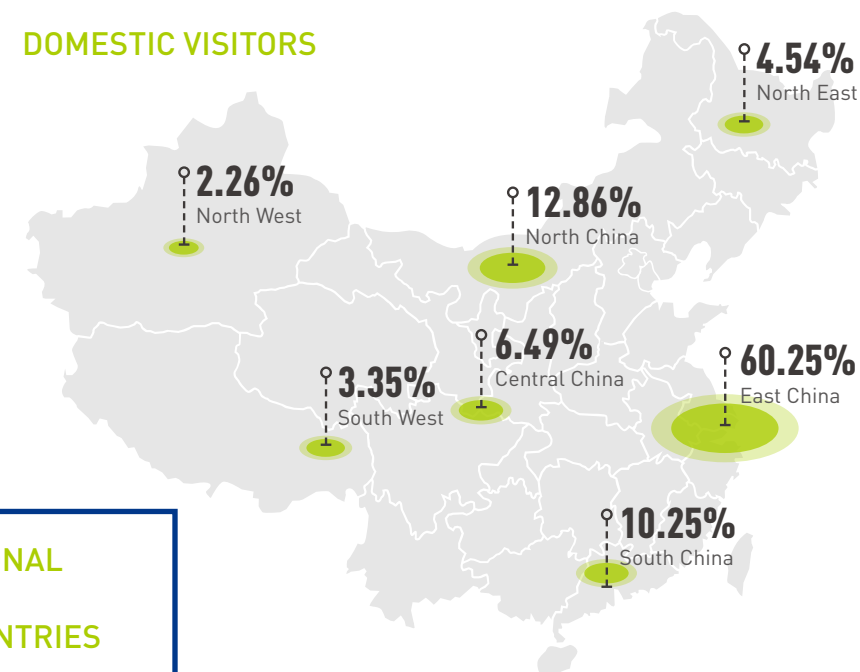 DOMESTIC VISITORS
4.54%
North East
2.26%
North West
12.86%
North China
6.49%
Central China
60.25%
East China
3.35%
South West
10.25%
South China
NAL
NTRIES